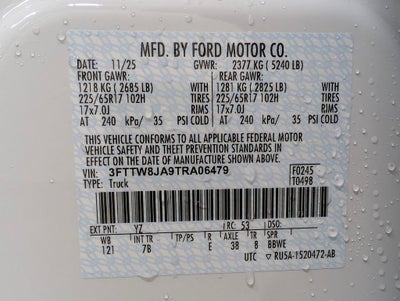 MFD. BY FORD MOTOR CO.
DATE: 11/25 GVWR: 2377 KG ( 5240 LB)
FRONT GAWR: REAR GAWR:
1218 KG ( 2685 LB) WITH 1281 KG ( 2825 LB) WITH
225/65R17 102H TIRES 225/65R17 102H TIRES
17x7.0J RIMS 17x7.0J RIMS
AT 240 kPa/ 35 PSI COLD AT 240 kPa/ 35 PSI COLD
THIS VEHICLE CONFORMS TO ALL APPLICABLE FEDERAL MOTOR
VEHICLE SAFETY AND THEFT PREVENTION STANDARDS IN EFFECT
ON THE DATE OF MANUFACTURE SHOWN ABOVE.
VIN: 3FTTW8JA9TRA06479 F0245
TYPE: Truck T0498
EXT PNT: YZ RC: 53 DSO:
WB INT TR TP/PS R AXLE TR SPR
121 7B E 38 8 BBWE
UTC RU5A-1520472-AB